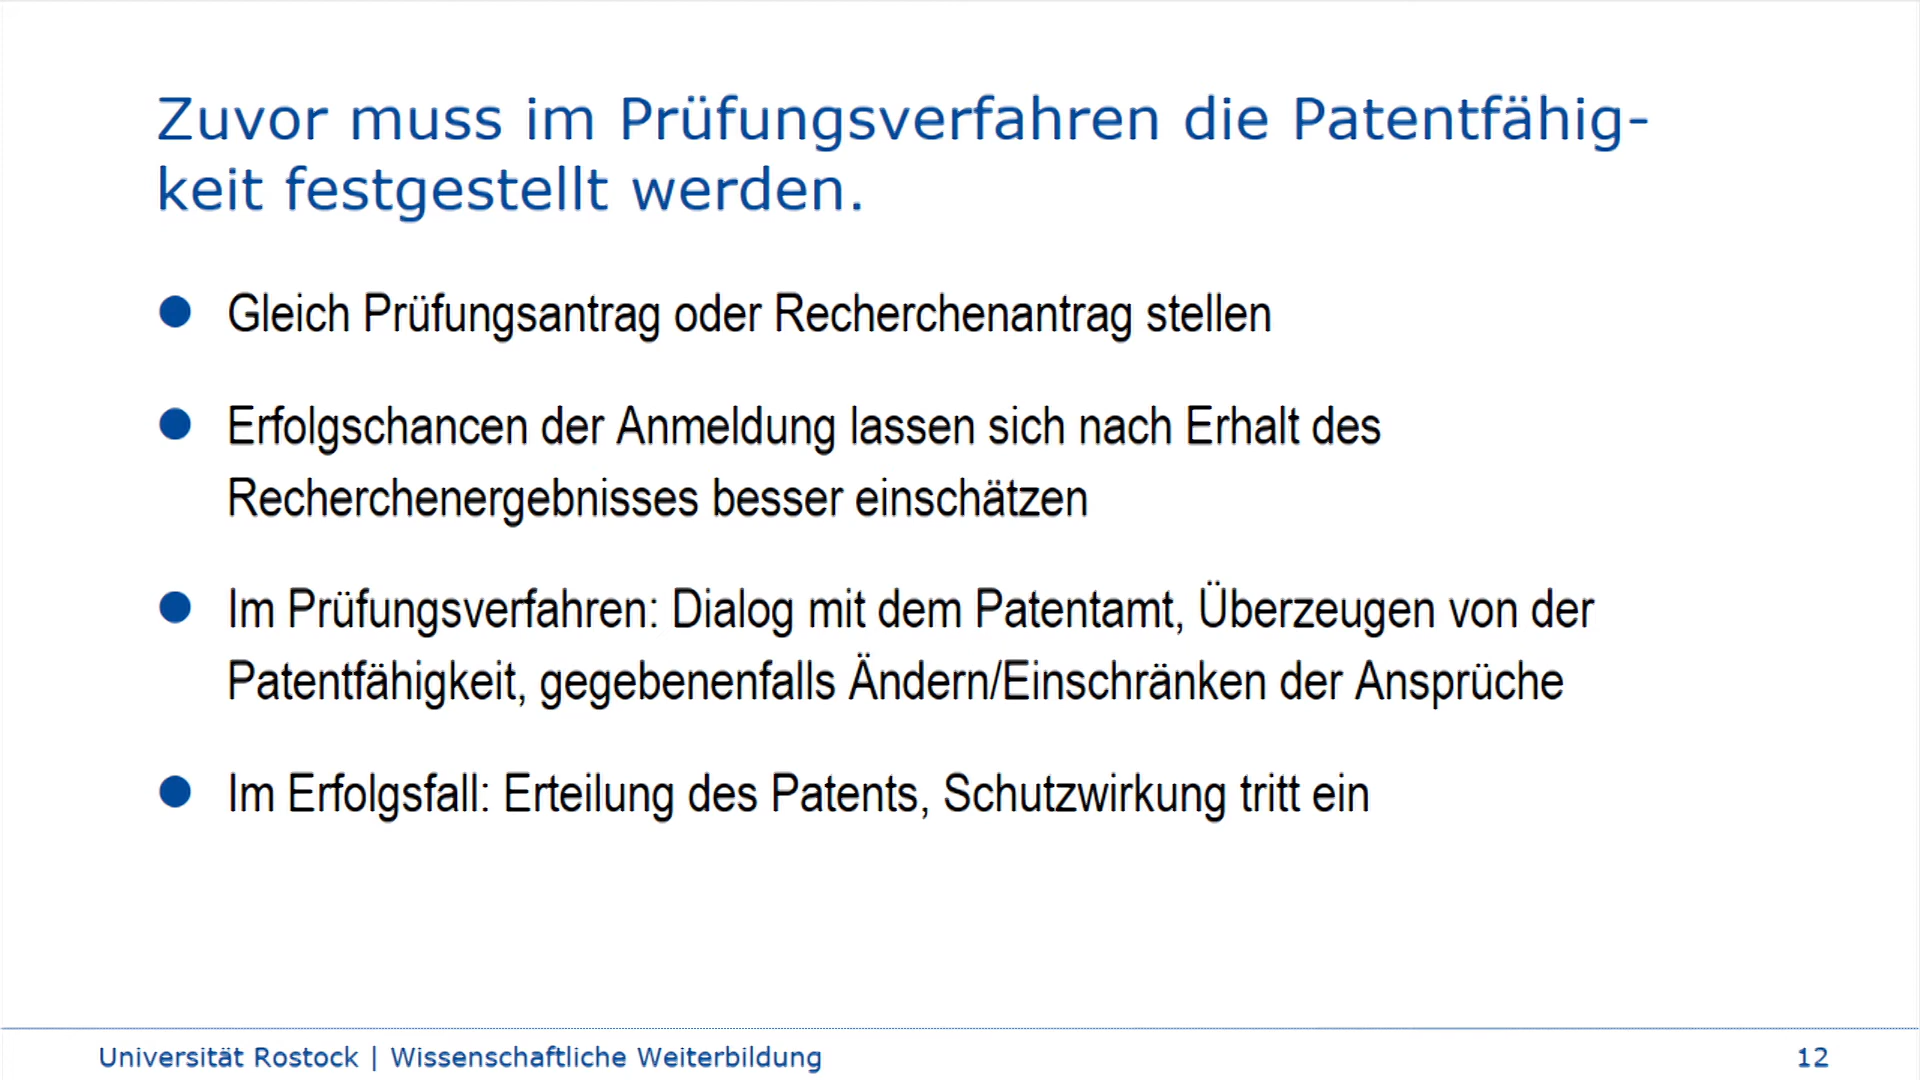 Zuvor muss im Prüfungsverfahren die Patentfähig-
keit festgestellt werden.
Gleich Prüfungsantrag oder Recherchenantrag stellen
Erfolgschancen der Anmeldung lassen sich nach Erhalt des
Recherchenergebnisses besser einschätzen
Im Prüfungsverfahren: Dialog mit dem Patentamt, Überzeugen von der
Patentfähigkeit, gegebenenfalls Ändern/Einschränken der Ansprüche
Im Erfolgsfall: Erteilung des Patents, Schutzwirkung tritt ein
Universität Rostock | Wissenschaftliche Weiterbildung
12